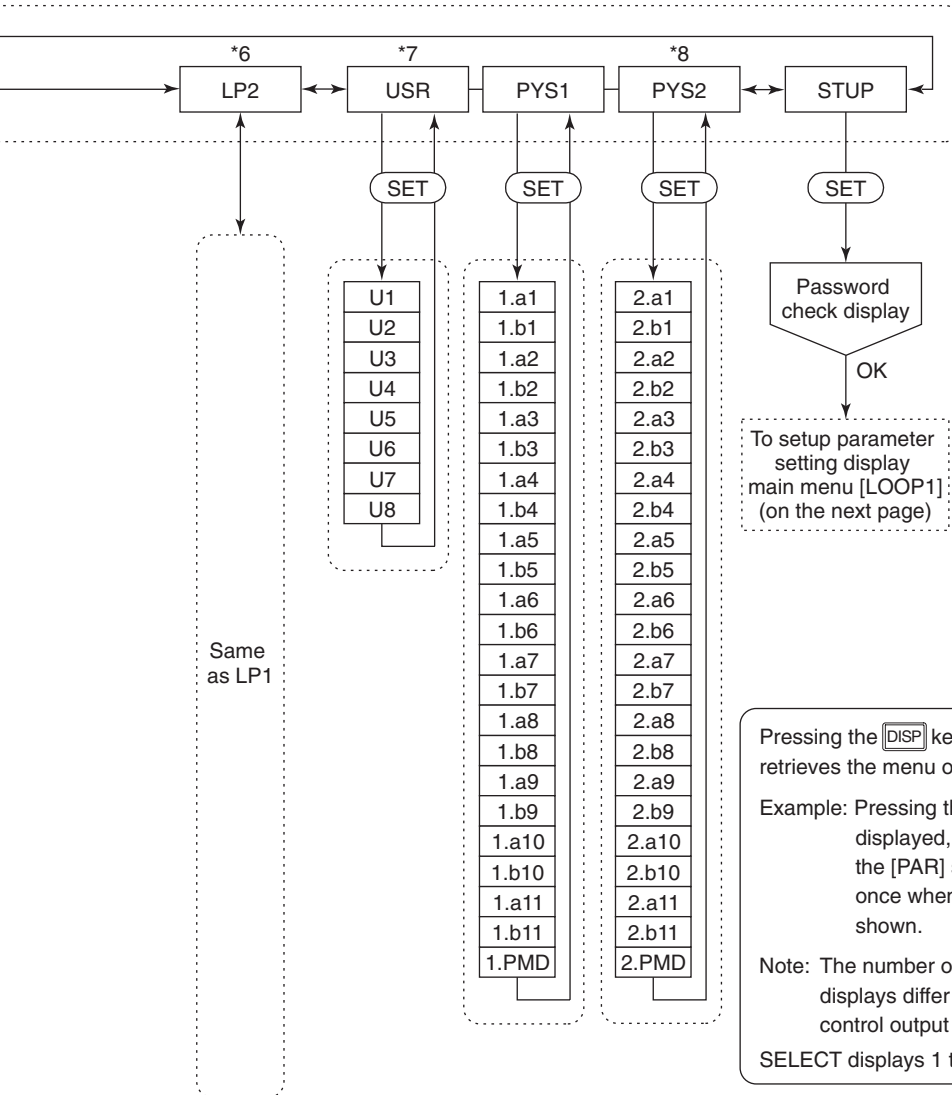 *6
*7
*8
LP2
USR
PYS1
PYS2
STUP
SET
SET
SET
SET
Password
check display
OK
To setup parameter
setting display
main menu [LOOP1]
(on the next page)
Same
as LP1
U1
U2
U3
U4
U5
U6
U7
U8
1.a1
1.b1
1.a2
1.b2
1.a3
1.b3
1.a4
1.b4
1.a5
1.b5
1.a6
1.b6
1.a7
1.b7
1.a8
1.b8
1.a9
1.b9
1.a10
1.b10
1.a11
1.b11
1.PMD
2.a1
2.b1
2.a2
2.b2
2.a3
2.b3
2.a4
2.b4
2.a5
2.b5
2.a6
2.b6
2.a7
2.b7
2.a8
2.b8
2.a9
2.b9
2.a10
2.b10
2.a11
2.b11
2.PMD
Pressing the DISP ke
retrieves the menu o
Example: Pressing th
displayed,
the [PAR]
once wher
shown.
Note: The number o
displays differ
control output
SELECT displays 1 t